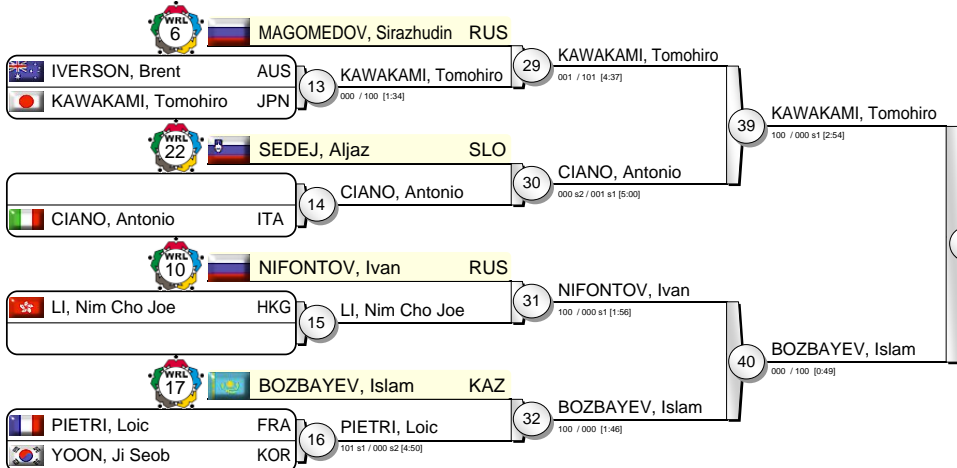 WRL
6
MAGOMEDOV, Sirazhudin RUS
IVERSON, Brent AUS
KAWAKAMI, Tomohiro JPN
13
KAWAKAMI, Tomohiro
000 / 100 [1:34]
29
KAWAKAMI, Tomohiro
001 / 101 [4:37]
WRL
22
SEDEJ, Aljaz SLO
CIANO, Antonio ITA
14
CIANO, Antonio
30
CIANO, Antonio
000 s2 / 001 s1 [5:00]
39
KAWAKAMI, Tomohiro
100 / 000 s1 [2:54]
WRL
10
NIFONTOV, Ivan RUS
LI, Nim Cho Joe HKG
15
LI, Nim Cho Joe
31
NIFONTOV, Ivan
100 / 000 s1 [1:56]
WRL
17
BOZBAYEV, Islam KAZ
PIETRI, Loic FRA
YOON, Ji Seob KOR
16
PIETRI, Loic
101 s1 / 000 s2 [4:50]
32
BOZBAYEV, Islam
100 / 000 [1:46]
40
BOZBAYEV, Islam
000 / 100 [0:49]